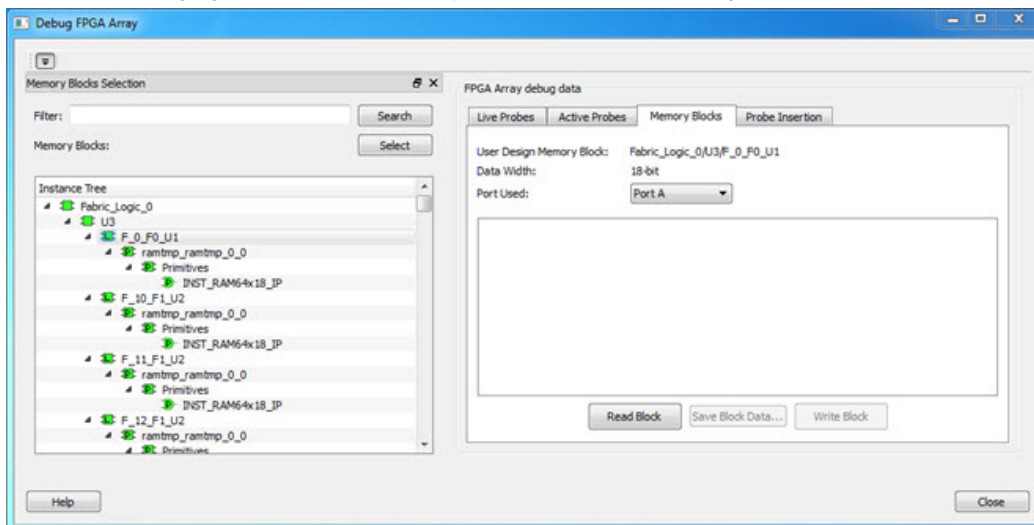 Debug FPGA Array
Memory Blocks Selection
Filter:
Search
Memory Blocks:
Select
Instance Tree
Fabric_Logic_0
U3
F_0_F0_U1
ramtmp_ramtmp_0_0
Primitives
INST_RAM64x18_IP
F_10_F1_U2
ramtmp_ramtmp_0_0
Primitives
INST_RAM64x18_IP
F_11_F1_U2
ramtmp_ramtmp_0_0
Primitives
INST_RAM64x18_IP
F_12_F1_U2
ramtmp_ramtmp_0_0
Primitives
FPGA Array debug data
Live Probes Active Probes Memory Blocks Probe Insertion
User Design Memory Block: Fabric_Logic_0/U3/F_0_F0_U1
Data Width: 18-bit
Port Used: Port A
Read Block Save Block Data... Write Block
Help
Close